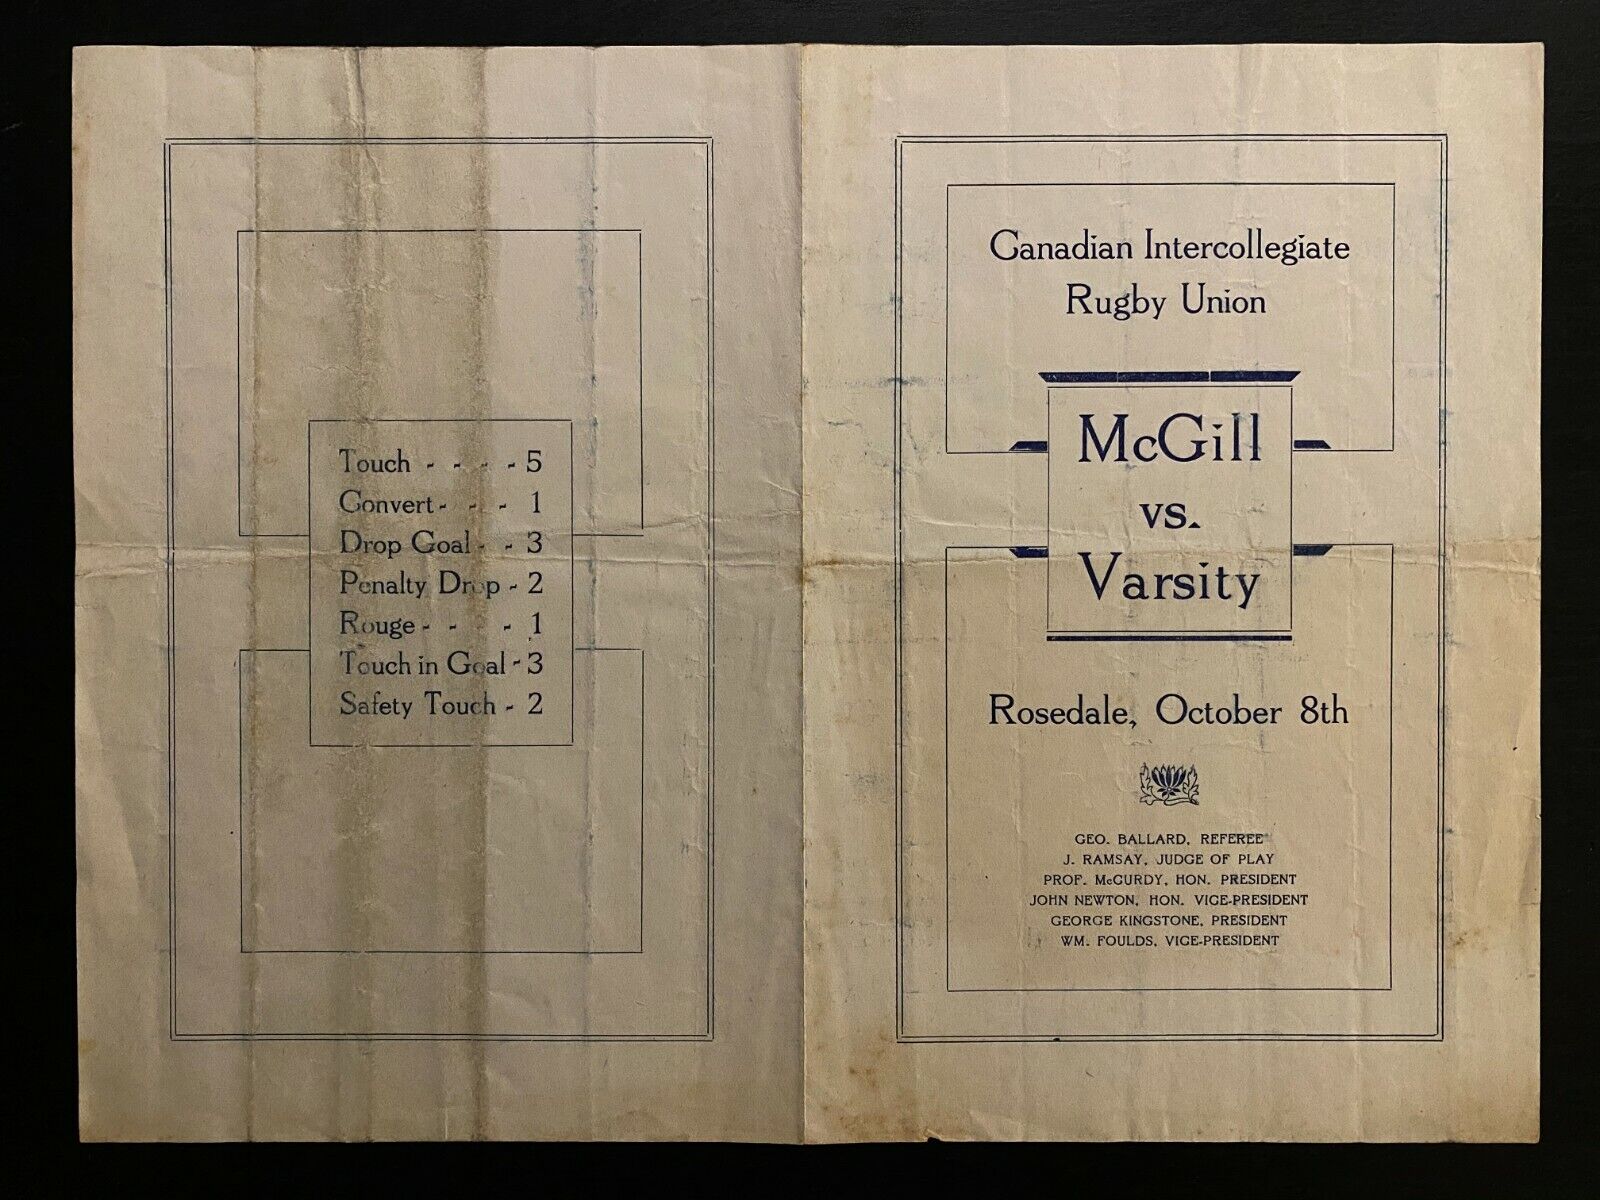 Touch - - - - 5
Convert - - - 1
Drop Goal - - 3
Penalty Drop - 2
Rouge - - - - 1
Touch in Goal - 3
Safety Touch - 2
Canadian Intercollegiate
Rugby Union
McGill
vs.
Varsity
Rosedale, October 8th
GEO. BALLARD, REFEREE
J. RAMSAY, JUDGE OF PLAY
PROF. McCURDY, HON. PRESIDENT
JOHN NEWTON, HON. VICE-PRESIDENT
GEORGE KINGSTONE, PRESIDENT
WM. FOULDS, VICE-PRESIDENT